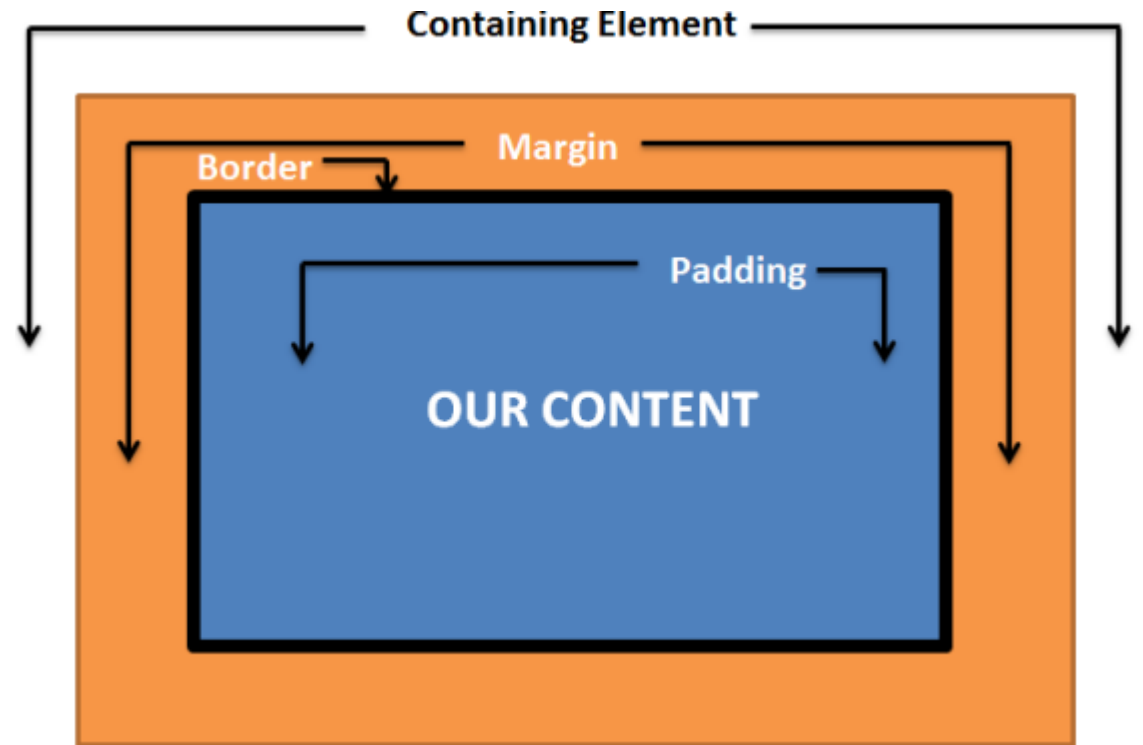 Containing Element
Margin
Border
Padding
OUR CONTENT